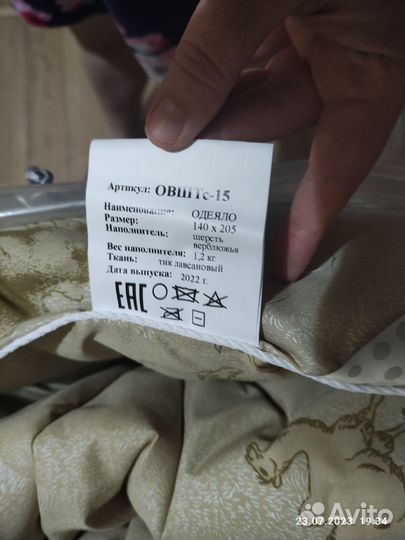 Артикул: ОВШТс-15
Наименование: ОДЕЯЛО
Размер: 140 х 205
Наполнитель: шерсть
верблюжья
Вес наполнителя: 1,2 кг
Ткань: тик лавсановый
Дата выпуска: 2022 г.
EAC
Avito
23.07.2023 19:34